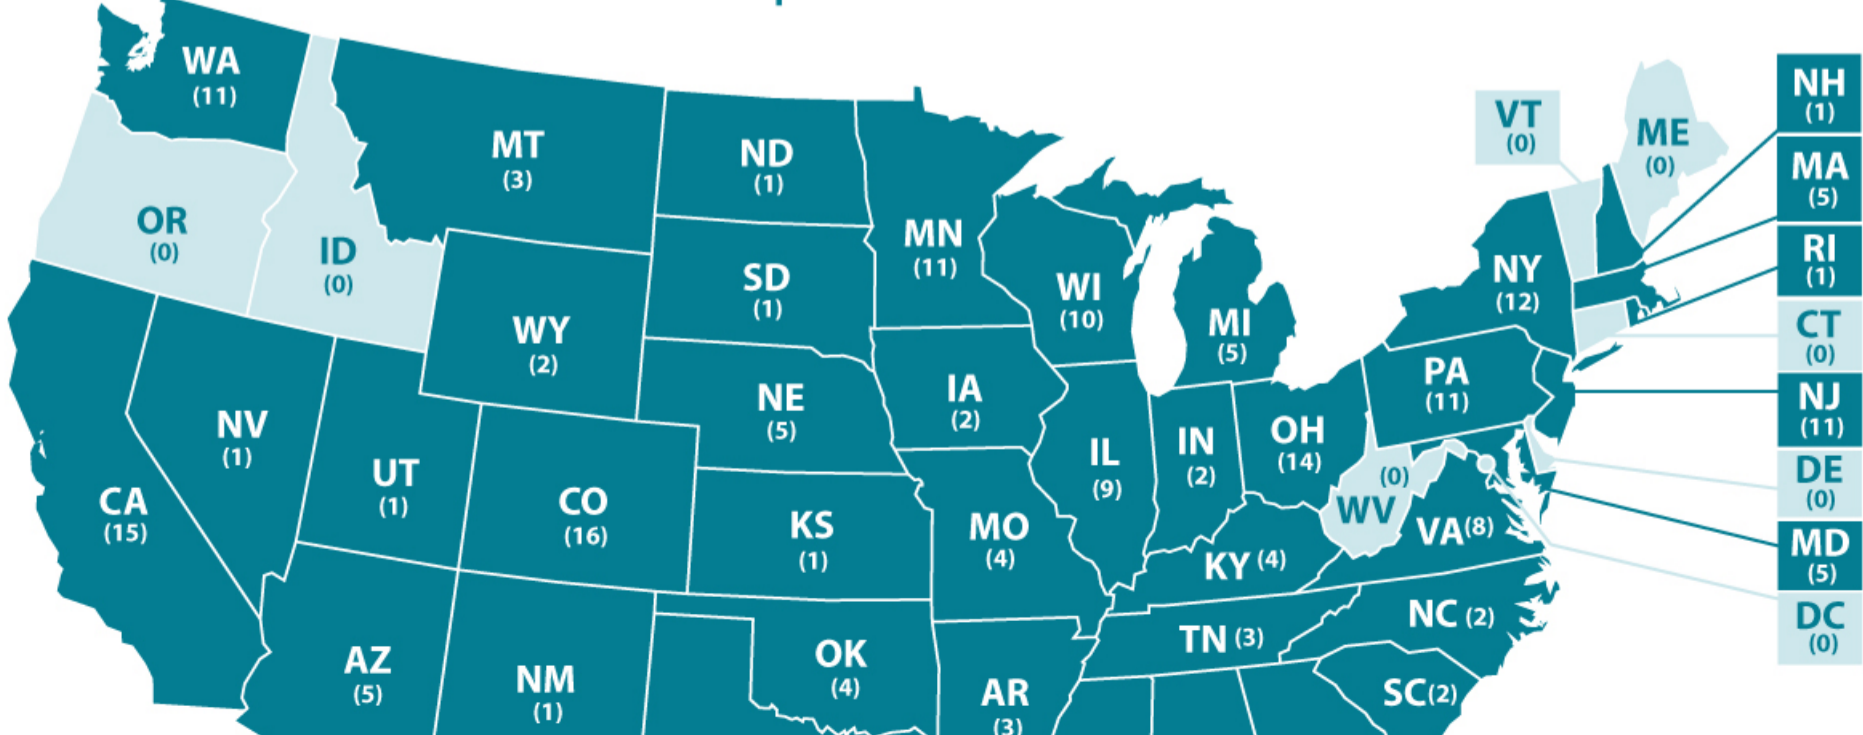 WA
(11)
MT
(3)
ND
(1)
MN
(11)
VT
(0)
ME
(0)
NH
(1)
MA
(5)
OR
(0)
ID
(0)
SD
(1)
WI
(10)
MI
(5)
NY
(12)
RI
(1)
CT
(0)
WY
(2)
NE
(5)
IA
(2)
PA
(11)
NJ
(11)
NV
(1)
UT
(1)
CA
(15)
CO
(16)
KS
(1)
MO
(4)
IL
(9)
IN
(2)
OH
(14)
(0)
WV
VA(8)
DE
(0)
MD
(5)
KY (4)
DC
(0)
NC (2)
TN (3)
AZ
(5)
NM
(1)
OK
(4)
AR
(3)
SC(2)